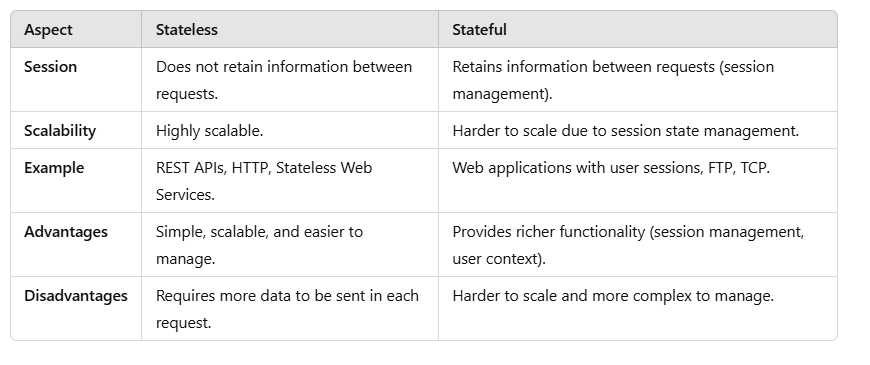 Aspect Stateless Stateful
Session Does not retain information between Retains information between requests (session
requests. management).
Scalability Highly scalable. Harder to scale due to session state management.
Example REST APIs, HTTP, Stateless Web Web applications with user sessions, FTP, TCP.
Services.
Advantages Simple, scalable, and easier to Provides richer functionality (session management,
manage. user context).
Disadvantages Requires more data to be sent in each Harder to scale and more complex to manage.
request.